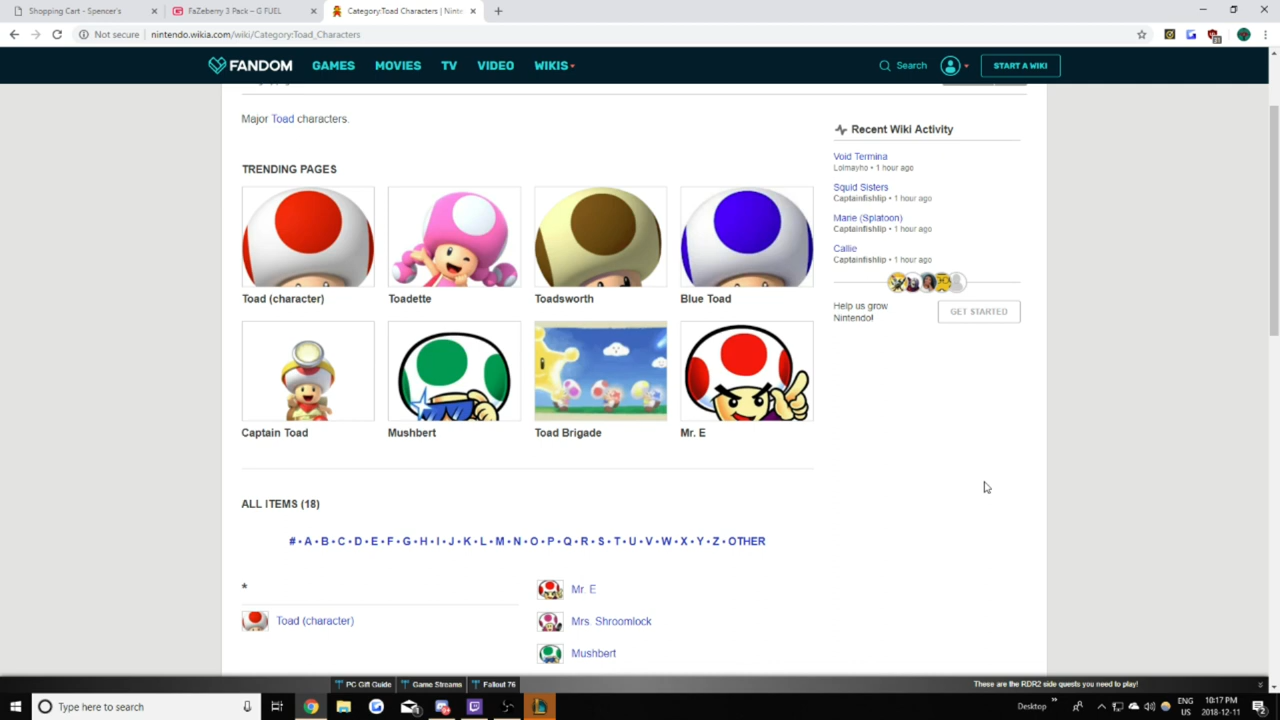 Shopping Cart - Spencer's
FaZeberry 3 Pack – G FUEL
Category:Toad Characters | Ninte
Not secure
nintendo.wikia.com/wiki/Category:Toad_Characters
FANDOM
GAMES
MOVIES
TV
VIDEO
WIKIS
Search
START A WIKI
Major Toad characters.
TRENDING PAGES
Toad (character)
Toadette
Toadsworth
Blue Toad
Captain Toad
Mushbert
Toad Brigade
Mr. E
Recent Wiki Activity
Void Termina
Lolmayho • 1 hour ago
Squid Sisters
Captainfishlip • 1 hour ago
Marie (Splatoon)
Captainfishlip • 1 hour ago
Callie
Captainfishlip • 1 hour ago
Help us grow
Nintendo!
GET STARTED
ALL ITEMS (18)
# • A • B • C • D • E • F • G • H • I • J • K • L • M • N • O • P • Q • R • S • T • U • V • W • X • Y • Z • OTHER
*
Toad (character)
Mr. E
Mrs. Shroomlock
Mushbert
PC Gift Guide
Game Streams
Fallout 76
These are the RDR2 side quests you need to play!
Type here to search
Desktop
ENG
US
10:17 PM
2018-12-11